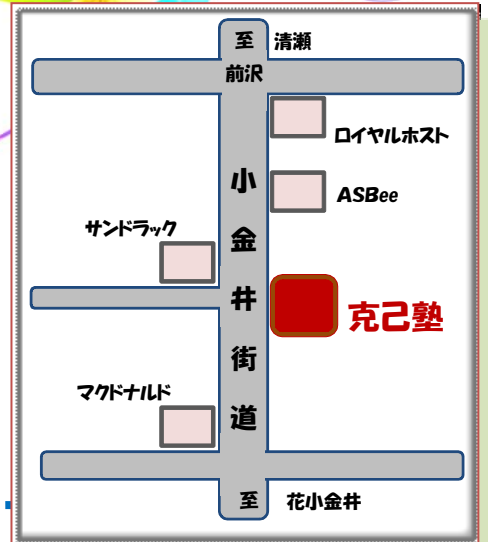 至 清瀬
前沢
ロイヤルホスト
ASBee
サンドラック
小金井街道
克己塾
マクドナルド
至 花小金井